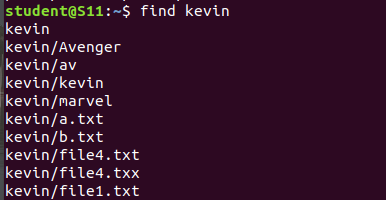 student@S11:~$ find kevin
kevin
kevin/Avenger
kevin/av
kevin/kevin
kevin/marvel
kevin/a.txt
kevin/b.txt
kevin/file4.txt
kevin/file4.txx
kevin/file1.txt